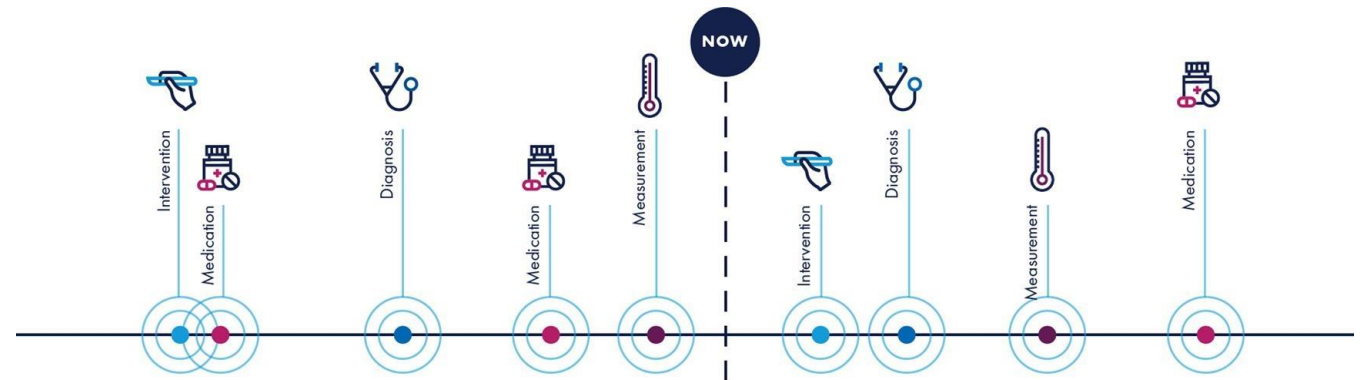 NOW
Intervention
Medication
Diagnosis
Medication
Measurement
Intervention
Diagnosis
Measurement
Medication